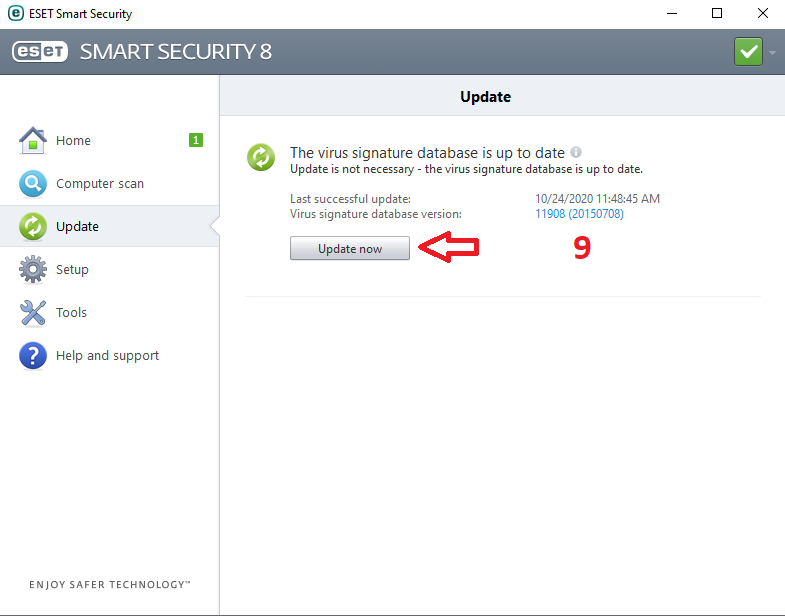 ESET Smart Security
eset SMART SECURITY 8
Update
Home 1
Computer scan
Update
Setup
Tools
? Help and support
The virus signature database is up to date i
Update is not necessary - the virus signature database is up to date.
Last successful update: 10/24/2020 11:48:45 AM
Virus signature database version: 11908 (20150708)
Update now 9
ENJOY SAFER TECHNOLOGY™